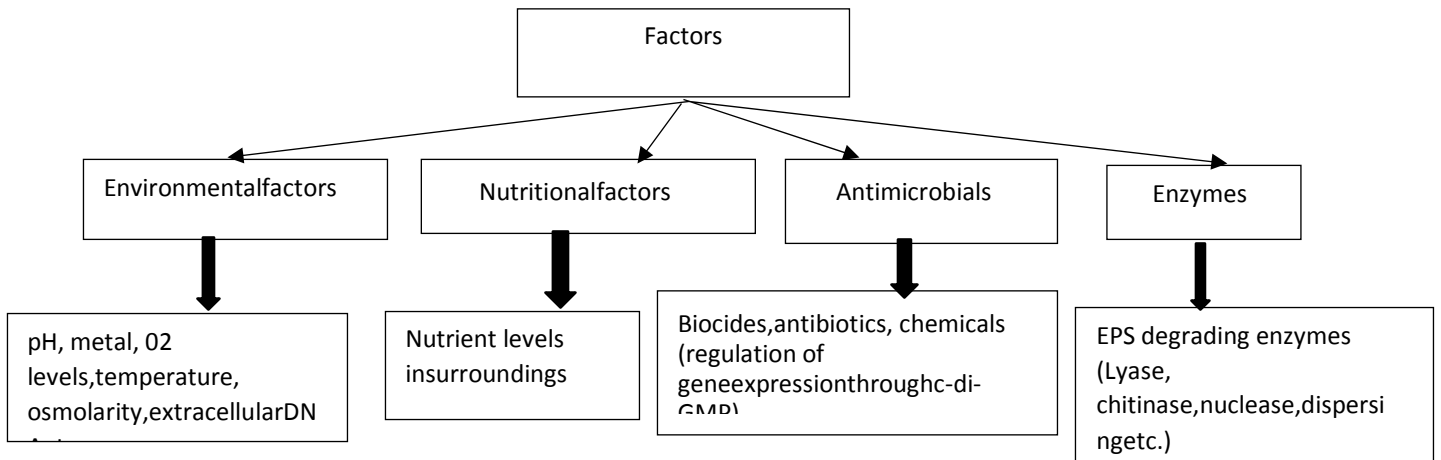 Factors
Environmentalfactors
Nutritionalfactors
Antimicrobials
Enzymes
pH, metal, 02
levels,temperature,
osmolarity,extracellularDN
Nutrient levels
insurroundings
Biocides,antibiotics, chemicals
(regulation of
geneexpressionthroughc-di-
GMP)
EPS degrading enzymes
(Lyase,
chitinase,nuclease,dispersi
ngetc.)